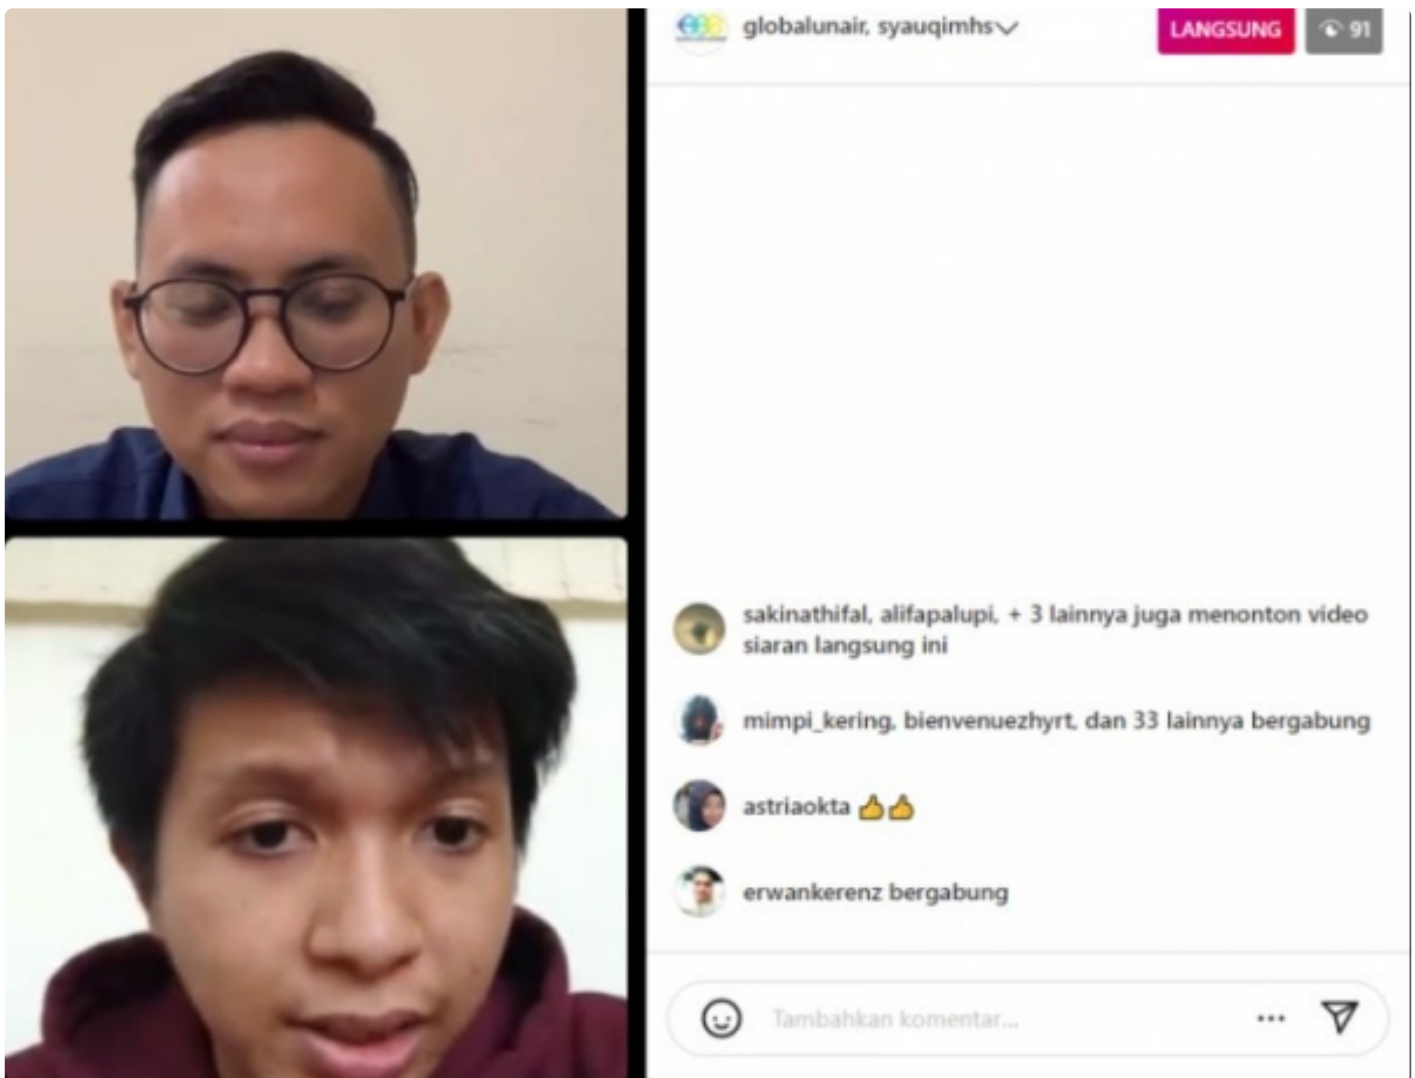 globalunair, syauqimhs
LANGSUNG
91
sakinathifal, alifapalupi, + 3 lainnya juga menonton video
siaran langsung ini
mimpi_kering, bienvenuezhyrt, dan 33 lainnya bergabung
astriaokta 👍👍
erwankerenz bergabung
Tambahkan komentar...